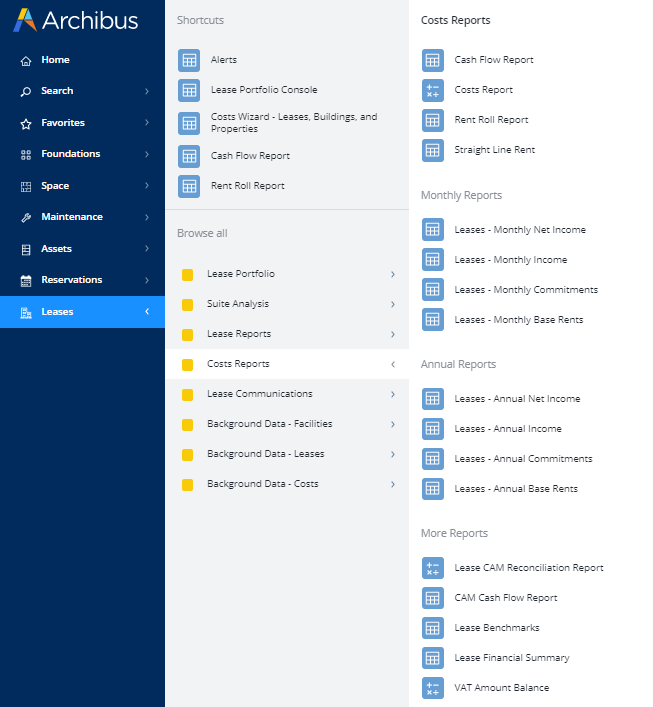 Archibus
Home
Search
Favorites
Foundations
Space
Maintenance
Assets
Reservations
Leases
Shortcuts
Alerts
Lease Portfolio Console
Costs Wizard - Leases, Buildings, and
Properties
Cash Flow Report
Rent Roll Report
Browse all
Lease Portfolio
Suite Analysis
Lease Reports
Costs Reports
Lease Communications
Background Data - Facilities
Background Data - Leases
Background Data - Costs
Costs Reports
Cash Flow Report
Costs Report
Rent Roll Report
Straight Line Rent
Monthly Reports
Leases - Monthly Net Income
Leases - Monthly Income
Leases - Monthly Commitments
Leases - Monthly Base Rents
Annual Reports
Leases - Annual Net Income
Leases - Annual Income
Leases - Annual Commitments
Leases - Annual Base Rents
More Reports
Lease CAM Reconciliation Report
CAM Cash Flow Report
Lease Benchmarks
Lease Financial Summary
VAT Amount Balance